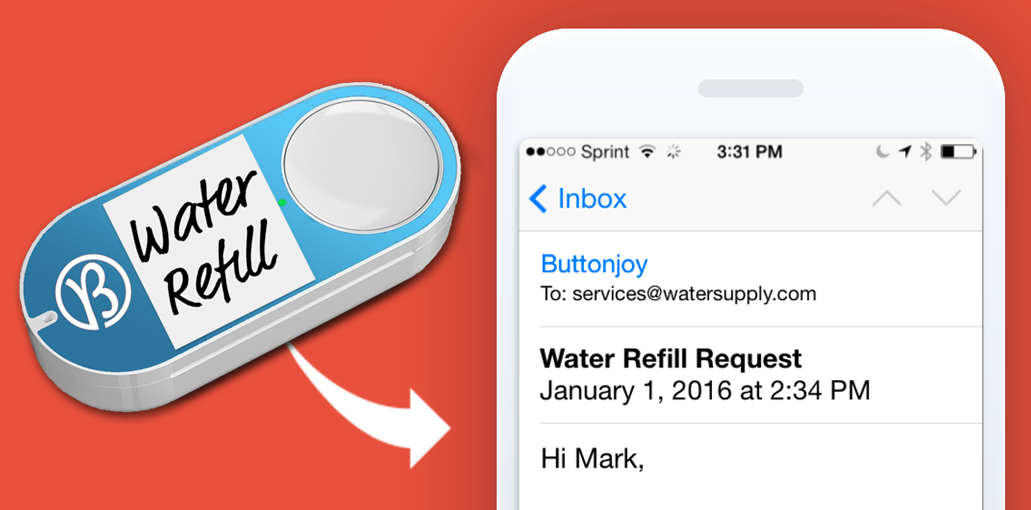 Water
Refill
B
Sprint 3:31 PM
Inbox
Buttonjoy
To: services@watersupply.com
Water Refill Request
January 1, 2016 at 2:34 PM
Hi Mark,